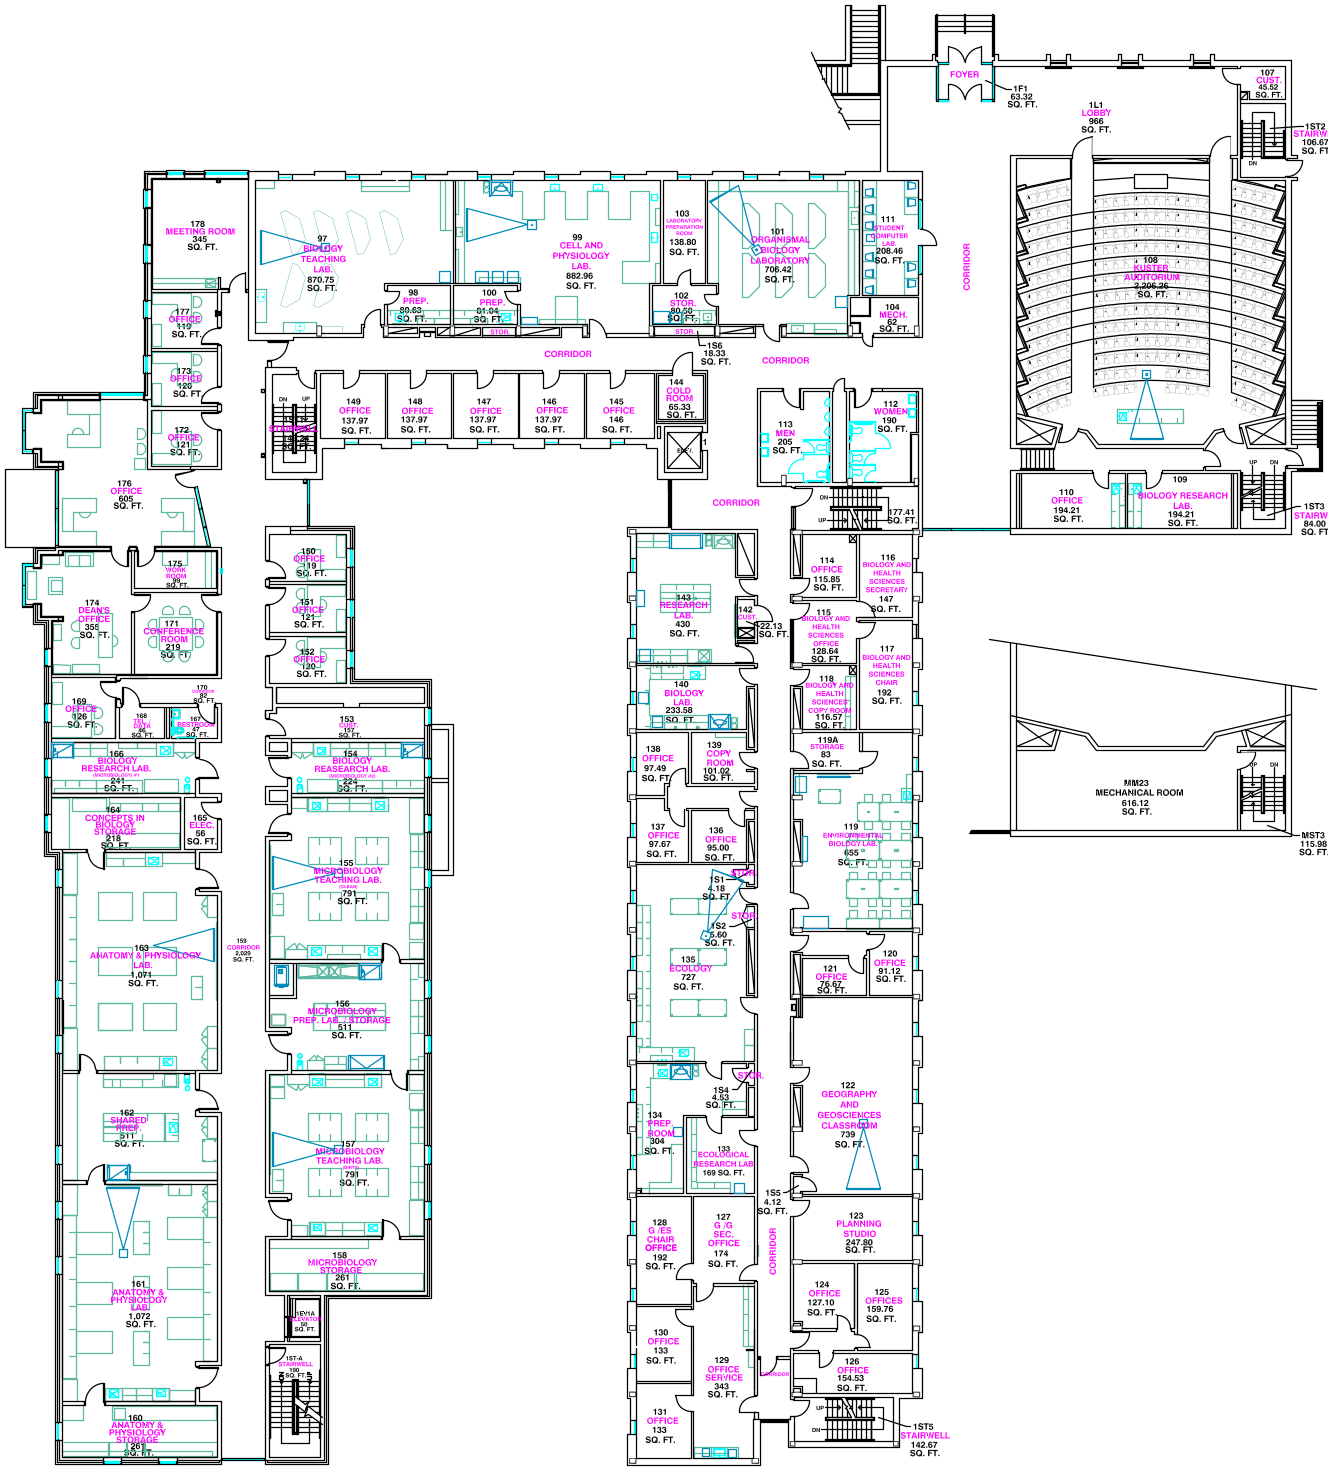 FOYER
1F1
63.32
SQ. FT.
107
CUST.
45.52
SQ. FT.
1L1
LOBBY
966
SQ. FT.
1ST2
STAIRW
106.67
SQ. FT
DN
178
MEETING ROOM
345
SQ. FT.
97
BIOLOGY
TEACHING
LAB.
870.75
SQ. FT.
99
CELL AND
PHYSIOLOGY
LAB.
882.96
SQ. FT.
103
LABORATORY
PREPARATION
ROOM
138.80
SQ. FT.
101
ORGANISMAL
BIOLOGY
LABORATORY
706.42
SQ. FT.
111
STUDENT
COMPUTER
LAB.
208.46
SQ. FT.
CORRIDOR
108
KUSTER
AUDITORIUM
2,206.26
SQ. FT.
98
PREP.
80.63
SQ. FT.
100
PREP.
81.04
SQ. FT.
102
STOR.
80.50
SQ. FT.
104
MECH.
62
SQ. FT.
STOR.
STOR.
1S6
18.33
SQ. FT.
177
OFFICE
119
SQ. FT.
173
OFFICE
120
SQ. FT.
172
OFFICE
121
SQ. FT.
CORRIDOR
CORRIDOR
DN
UP
STAIRWELL
SQ. FT.
149
OFFICE
137.97
SQ. FT.
148
OFFICE
137.97
SQ. FT.
147
OFFICE
137.97
SQ. FT.
146
OFFICE
137.97
SQ. FT.
145
OFFICE
146
SQ. FT.
144
COLD
ROOM
65.33
SQ. FT.
ELEV.
1
113
MEN
205
SQ. FT.
112
WOMEN
190
SQ. FT.
CORRIDOR
DN
UP
177.41
SQ. FT.
110
OFFICE
194.21
SQ. FT.
109
BIOLOGY RESEARCH
LAB.
194.21
SQ. FT.
UP
DN
1ST3
STAIRW
84.00
SQ. FT
176
OFFICE
605
SQ. FT.
175
WORK
ROOM
99
SQ. FT.
174
DEAN'S
OFFICE
355
SQ. FT.
171
CONFERENCE
ROOM
219
SQ. FT.
150
OFFICE
119
SQ. FT.
151
OFFICE
121
SQ. FT.
152
OFFICE
120
SQ. FT.
143
RESEARCH
LAB.
430
SQ. FT.
142
CUST.
22.13
SQ. FT.
114
OFFICE
115.85
SQ. FT.
116
BIOLOGY AND
HEALTH
SCIENCES
SECRETARY
147
SQ. FT.
115
BIOLOGY AND
HEALTH
SCIENCES
OFFICE
128.64
SQ. FT.
117
BIOLOGY AND
HEALTH
SCIENCES
CHAIR
192
SQ. FT.
118
BIOLOGY AND
HEALTH
SCIENCES
COPY ROOM
116.57
SQ. FT.
140
BIOLOGY
LAB.
233.58
SQ. FT.
170
CORRIDOR
82
SQ. FT.
169
OFFICE
126
SQ. FT.
168
TEL/
DATA
46
SQ. FT.
167
RESTROOM
47
SQ. FT.
153
CUST.
157
SQ. FT.
166
BIOLOGY
RESEARCH LAB.
(MICROBIOLOGY) #1
241
SQ. FT.
154
BIOLOGY
REASEARCH LAB.
(MICROBIOLOGY #2)
224
SQ. FT.
138
OFFICE
97.49
SQ. FT.
139
COPY
ROOM
101.02
SQ. FT.
119A
STORAGE
83
SQ. FT.
UP
DN
MM23
MECHANICAL ROOM
616.12
SQ. FT.
MST3
115.98
SQ. FT.
164
CONCEPTS IN
BIOLOGY
STORAGE
218
SQ. FT.
165
ELEC.
56
SQ. FT.
137
OFFICE
97.67
SQ. FT.
136
OFFICE
95.00
SQ. FT.
119
ENVIRONMENTAL
BIOLOGY LAB.
655
SQ. FT.
155
MICROBIOLOGY
TEACHING LAB.
(CLEAN)
791
SQ. FT.
STOR.
1S1
4.18
SQ. FT.
STOR.
1S2
5.60
SQ. FT.
163
ANATOMY & PHYSIOLOGY
LAB.
1,071
SQ. FT.
159
CORRIDOR
2,029
SQ. FT.
135
ECOLOGY
727
SQ. FT.
121
OFFICE
76.67
SQ. FT.
120
OFFICE
91.12
SQ. FT.
156
MICROBIOLOGY
PREP. LAB. / STORAGE
511
SQ. FT.
STOR.
1S4
4.53
SQ. FT.
122
GEOGRAPHY
AND
GEOSCIENCES
CLASSROOM
739
SQ. FT.
162
SHARED
PREP.
511
SQ. FT.
134
PREP.
ROOM
304
SQ. FT.
133
ECOLOGICAL
RESEARCH LAB
169 SQ. FT.
157
MICROBIOLOGY
TEACHING LAB.
791
SQ. FT.
1S5
4.12
SQ. FT.
128
G /ES
CHAIR
OFFICE
192
SQ. FT.
127
G /G
SEC.
OFFICE
174
SQ. FT.
CORRIDOR
123
PLANNING
STUDIO
247.80
SQ. FT.
158
MICROBIOLOGY
STORAGE
261
SQ. FT.
124
OFFICE
127.10
SQ. FT.
125
OFFICES
159.76
SQ. FT.
161
ANATOMY &
PHYSIOLOGY
LAB.
1,072
SQ. FT.
1EV1A
ELEVATOR
50
SQ. FT.
130
OFFICE
133
SQ. FT.
129
OFFICE
SERVICE
343
SQ. FT.
CORRIDOR
126
OFFICE
154.53
SQ. FT.
1ST-A
STAIRWELL
190
SQ. FT.
DN
UP
131
OFFICE
133
SQ. FT.
UP
DN
1ST5
STAIRWELL
142.67
SQ. FT.
160
ANATOMY &
PHYSIOLOGY
STORAGE
261
SQ. FT.